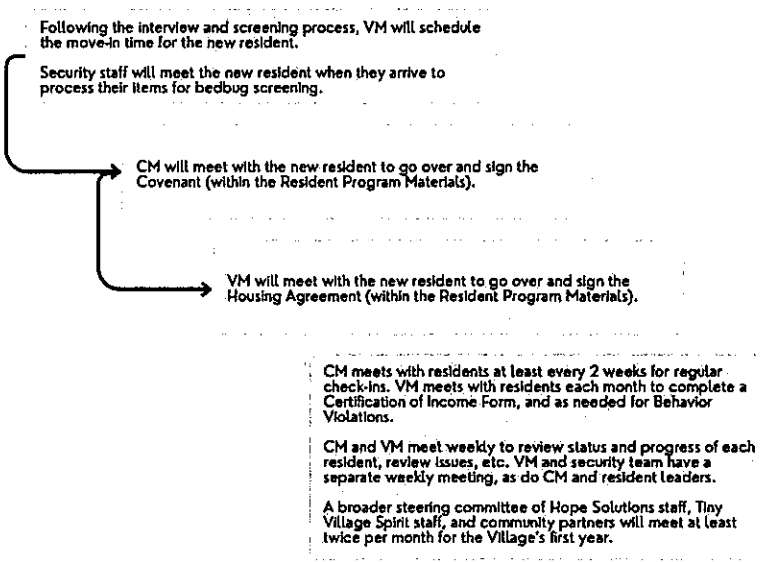 Following the interview and screening process, VM will schedule
the move-in time for the new resident.
Security staff will meet the new resident when they arrive to
process their items for bedbug screening.
CM will meet with the new resident to go over and sign the
Covenant (within the Resident Program Materials).
VM will meet with the new resident to go over and sign the
Housing Agreement (within the Resident Program Materials).
CM meets with residents at least every 2 weeks for regular
check-ins. VM meets with residents each month to complete a
Certification of Income Form, and as needed for Behavior
Violations.
CM and VM meet weekly to review status and progress of each
resident, review issues, etc. VM and security team have a
separate weekly meeting, as do CM and resident leaders.
A broader steering committee of Hope Solutions staff, Tiny
Village Spirit staff, and community partners will meet at least
twice per month for the Village's first year.